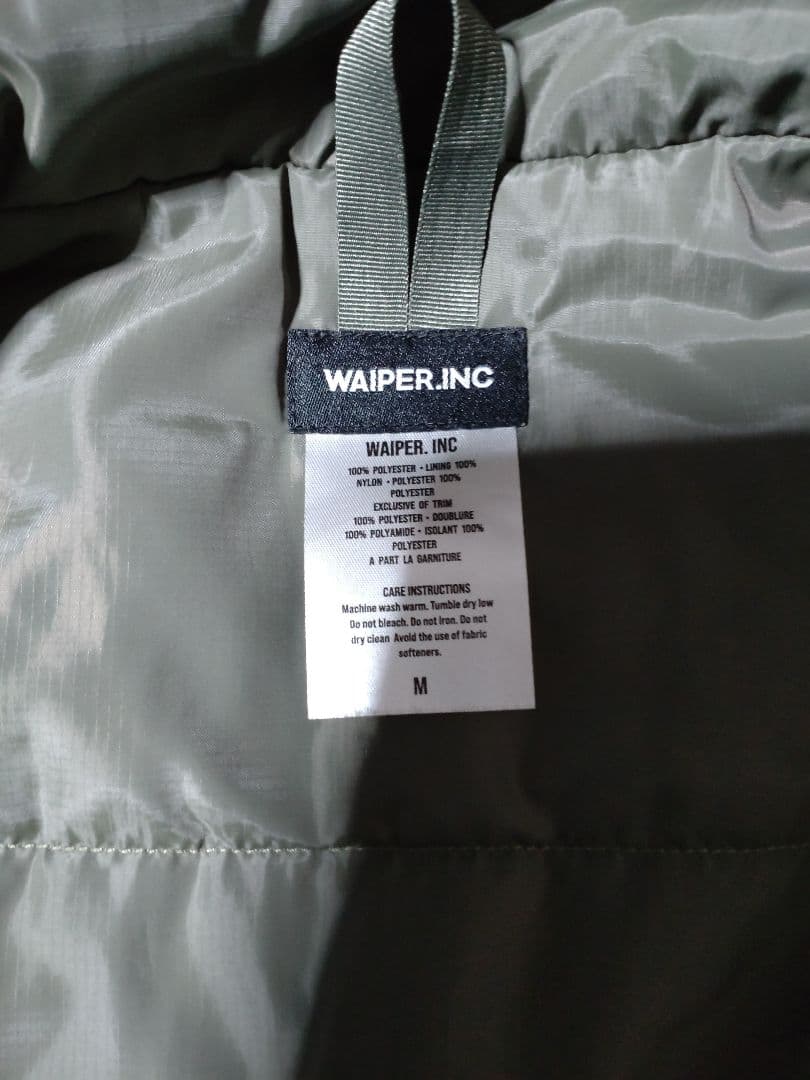 WAIPER.INC
WAIPER. INC
100% POLYESTER • LINING 100%
NYLON • POLYESTER 100%
POLYESTER
EXCLUSIVE OF TRIM
100% POLYESTER • DOUBLURE
100% POLYAMIDE • ISOLANT 100%
POLYESTER
A PART LA GARNITURE
CARE INSTRUCTIONS
Machine wash warm. Tumble dry low
Do not bleach. Do not Iron. Do not
dry clean Avoid the use of fabric
softeners.
M